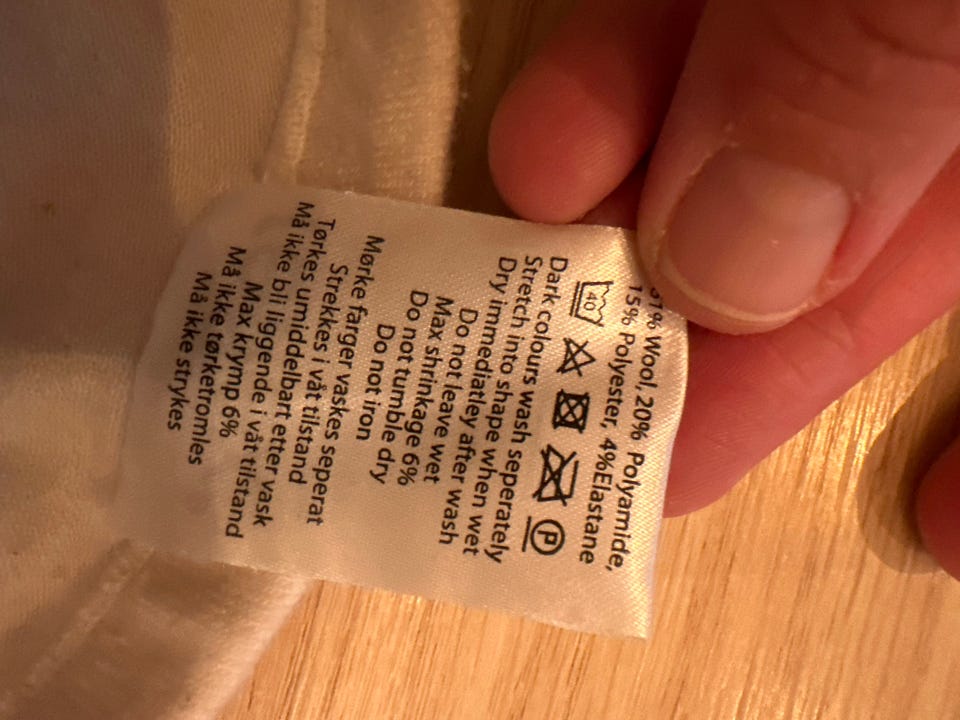 Wool, 20% Polyamide,
15% Polyester, 4%Elastane
40 P
Dark colours wash seperately
Stretch into shape when wet
Dry immediatley after wash
Do not leave wet
Max shrinkage 6%
Do not tumble dry
Do not iron
Mørke farger vaskes seperat
Strekkes i våt tilstand
Tørkes umiddelbart etter vask
Må ikke bli liggende i våt tilstand
Max krymp 6%
Må ikke tørketromles
Må ikke strykes